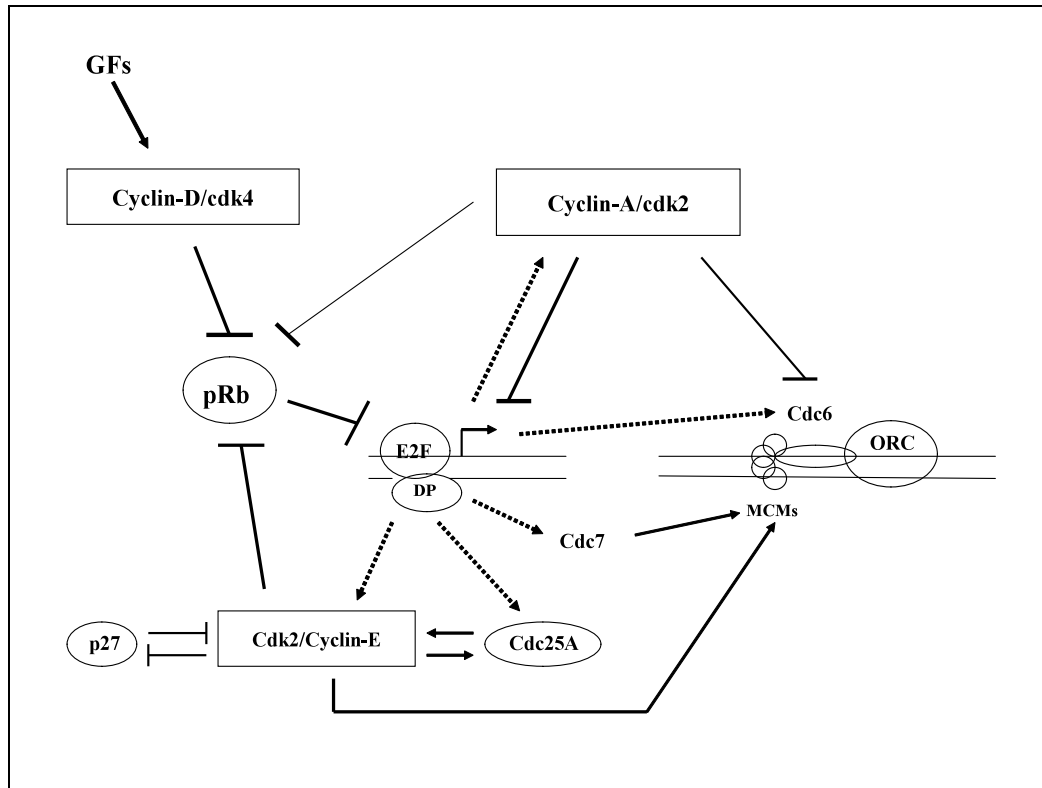 GFs
Cyclin-D/cdk4
Cyclin-A/cdk2
pRb
Cdc6
E2F
ORC
DP
MCMs
Cdc7
p27
Cdk2/Cyclin-E
Cdc25A